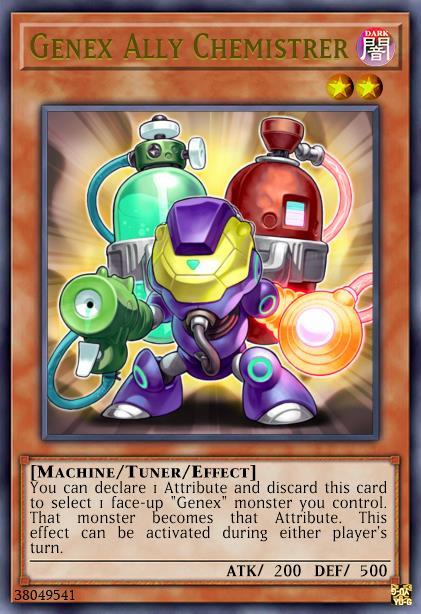 Genex Ally Chemistrer
DARK
闇
[Machine/Tuner/Effect]
You can declare 1 Attribute and discard this card
to select 1 face-up "Genex" monster you control.
That monster becomes that Attribute. This
effect can be activated during either player's
turn.
ATK/ 200 DEF/ 500
38049541